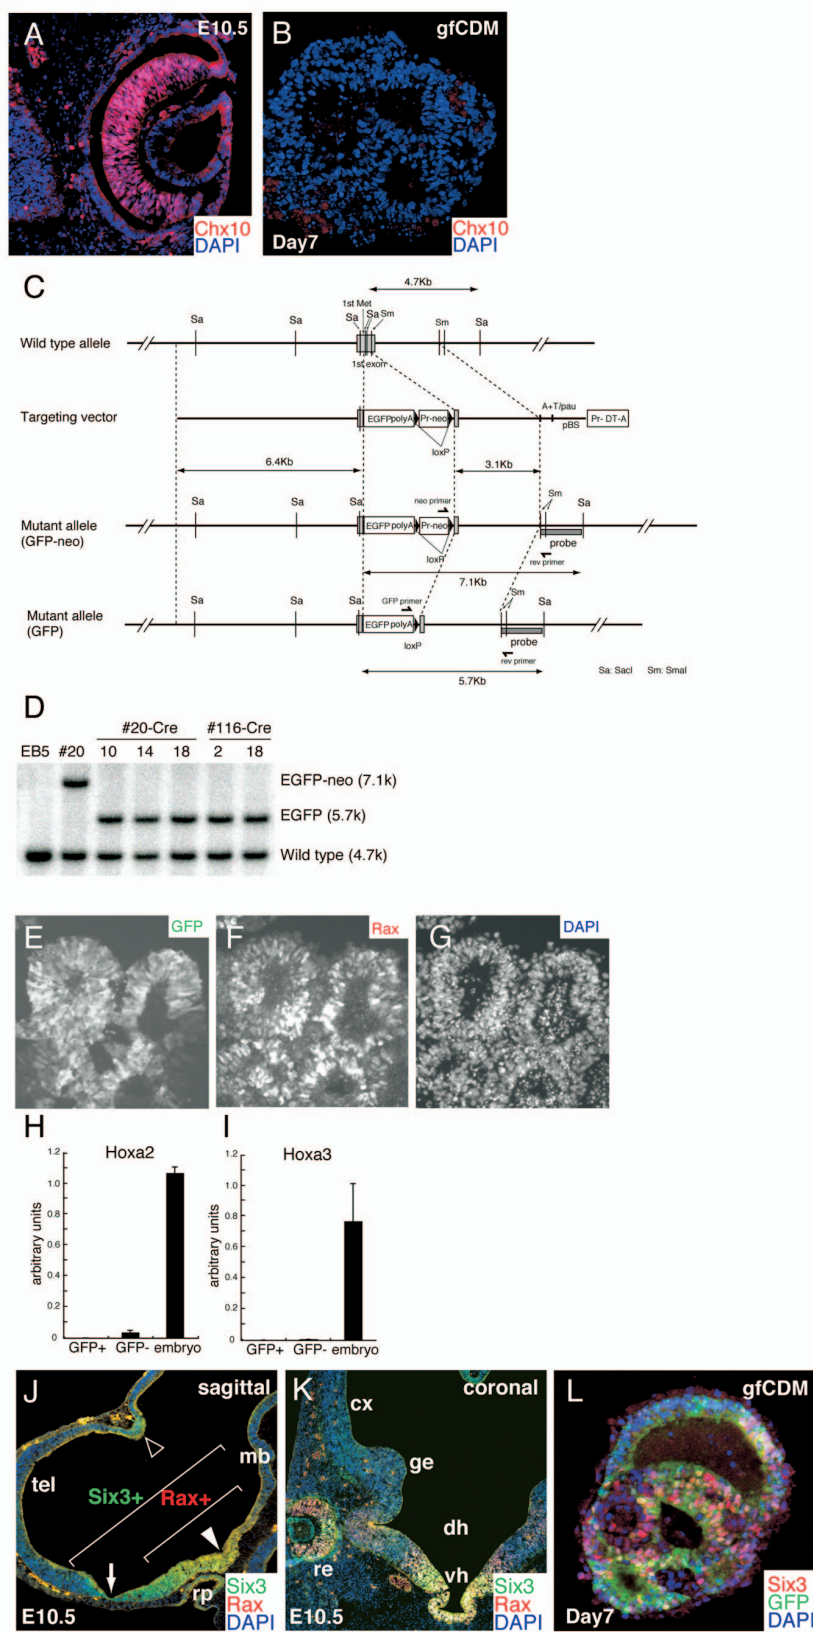 A
E10.5
Chx10
DAPI
B
gfCDM
Day7
Chx10
DAPI
C
4.7Kb
1st Met
Sa
Sa
Sa
Sa
Sm
Sm
Sa
Wild type allele
1st exon
A+T/pau
Targeting vector
EGFP polyA
Pr-neo
pBS
Pr- DT-A
loxP
6.4Kb
3.1Kb
neo primer
Sa
Sa
Sa
Sm
Sa
Mutant allele
(GFP-neo)
EGFP polyA
Pr-neo
probe
loxP
rev primer
7.1Kb
GFP primer
Sa
Sa
Sa
Sm
Sa
Mutant allele
(GFP)
EGFP polyA
loxP
probe
rev primer
5.7Kb
Sa: SacI Sm: SmaI
D
#20-Cre #116-Cre
EB5 #20 10 14 18 2 18
EGFP-neo (7.1k)
EGFP (5.7k)
Wild type (4.7k)
E
GFP
F
Rax
G
DAPI
H
Hoxa2
arbitrary units
1.2
1.0
0.8
0.6
0.4
0.2
0
GFP+ GFP- embryo
I
Hoxa3
arbitrary units
1.2
1.0
0.8
0.6
0.4
0.2
0
GFP+ GFP- embryo
J
sagittal
mb
tel
Six3+ Rax+
rp
E10.5
Six3
Rax
DAPI
K
coronal
cx
ge
dh
re
vh
E10.5
Six3
Rax
DAPI
L
gfCDM
Day7
Six3
GFP
DAPI